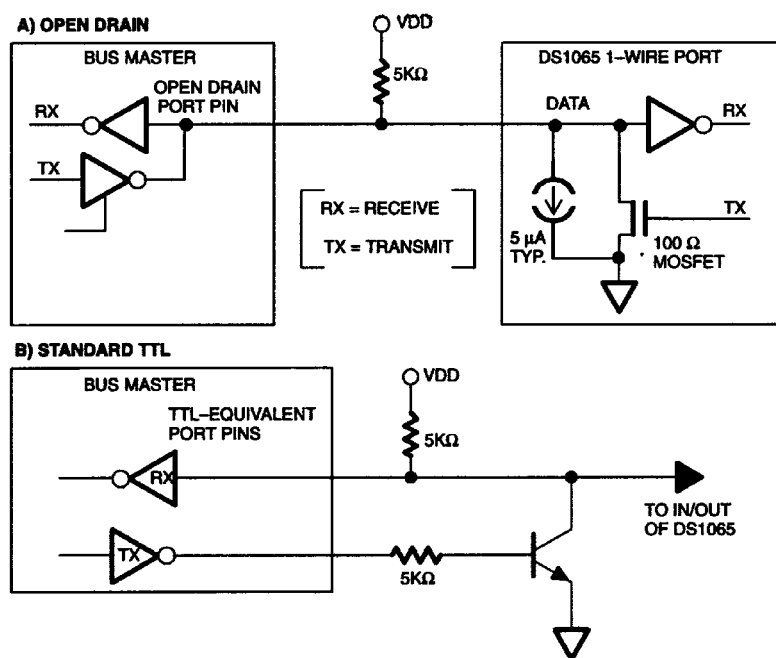 A) OPEN DRAIN
BUS MASTER
RX
OPEN DRAIN
PORT PIN
TX
VDD
5KΩ
RX = RECEIVE
TX = TRANSMIT
DS1065 1–WIRE PORT
DATA
RX
TX
5 µA
TYP.
100 Ω
MOSFET
B) STANDARD TTL
BUS MASTER
TTL–EQUIVALENT
PORT PINS
RX
TX
VDD
5KΩ
5KΩ
TO IN/OUT
OF DS1065